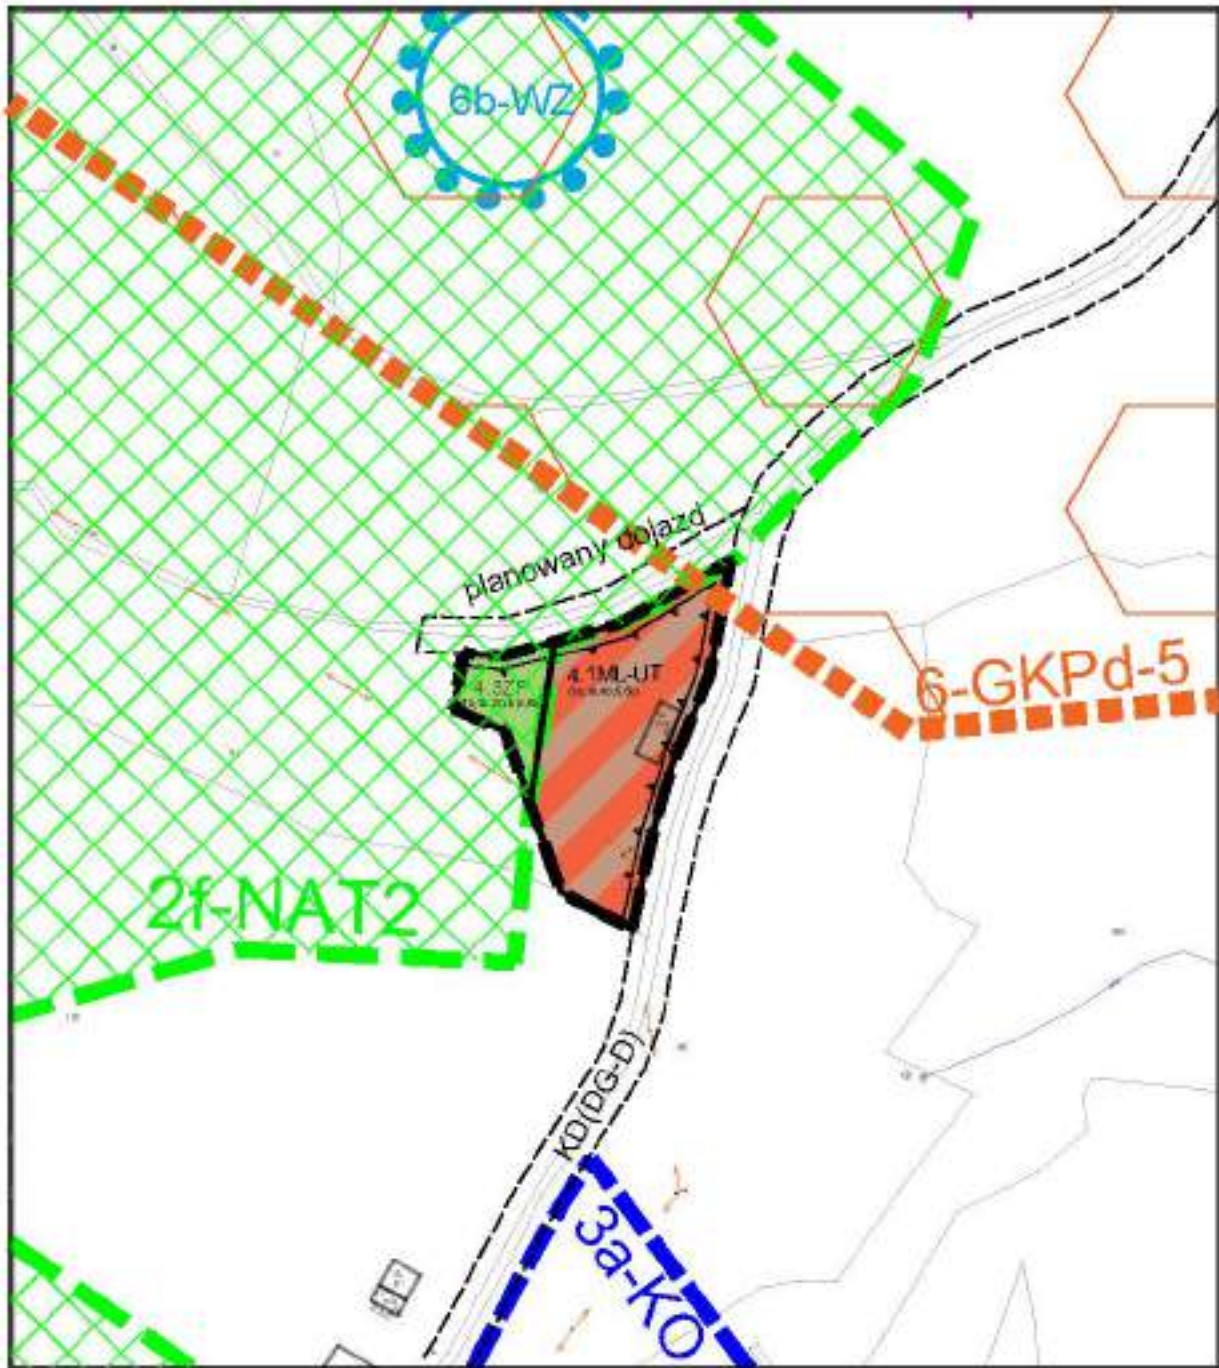 6b-WZ
planowany dojazd
6-GKPd-5
4.1ML-UT
2f-NAT2
KD(DG-D)
3a-KO